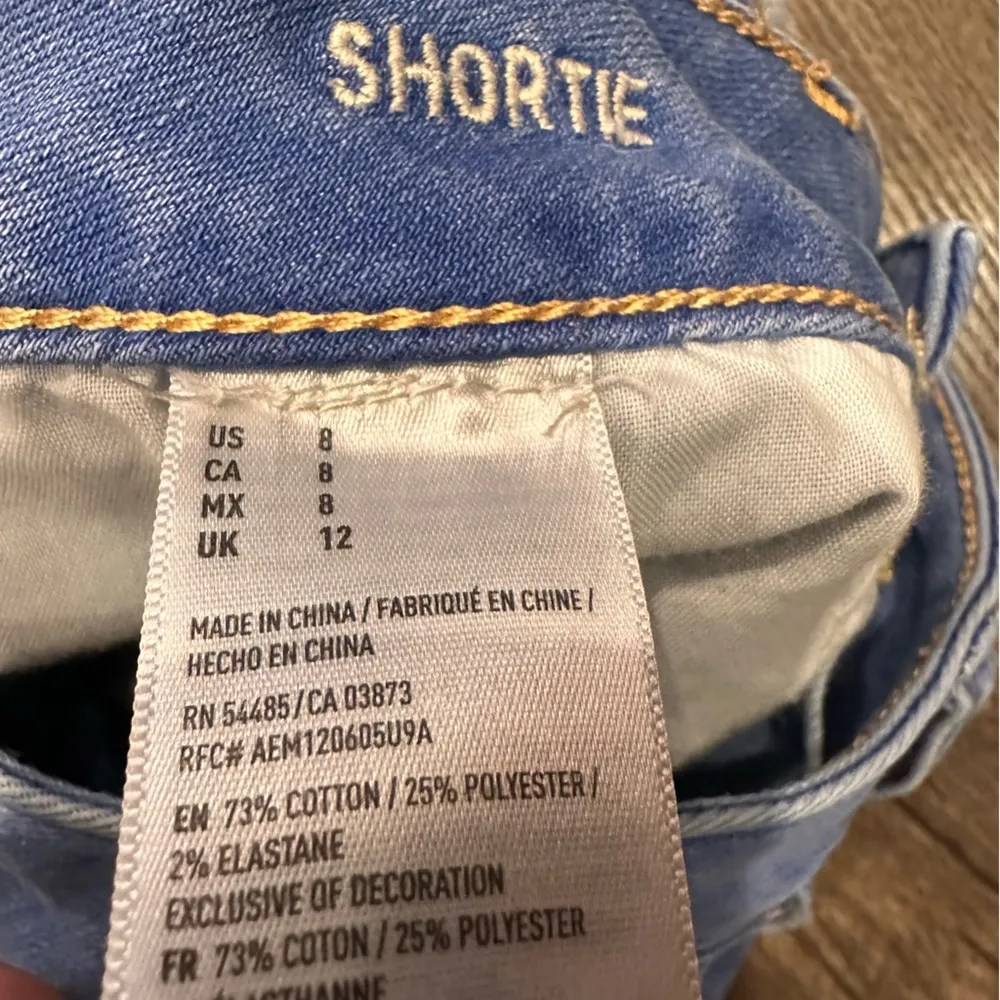 SHORTIE
US 8
CA 8
MX 8
UK 12
MADE IN CHINA / FABRIQUÉ EN CHINE /
HECHO EN CHINA
RN 54485/CA 03873
RFC# AEM120605U9A
EN 73% COTTON / 25% POLYESTER /
2% ELASTANE
EXCLUSIVE OF DECORATION
FR 73% COTON / 25% POLYESTER
ÉLASTHANNE